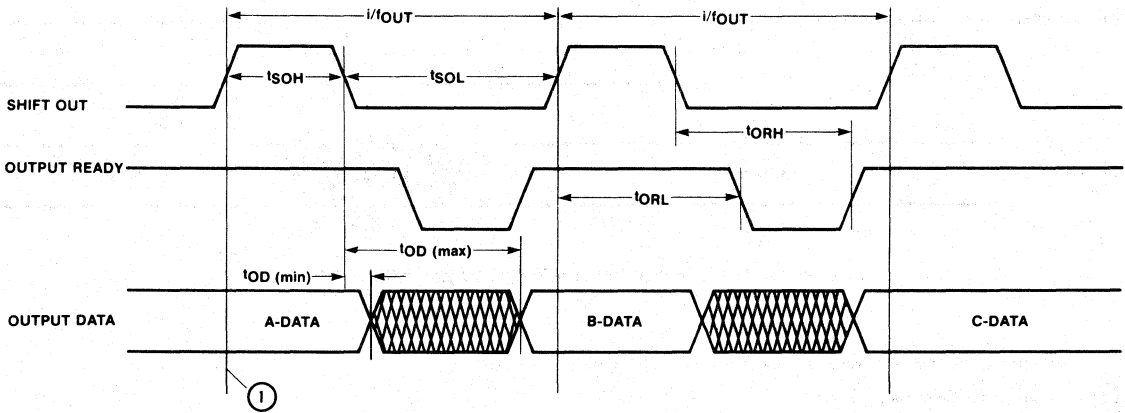 i/fOUT i/fOUT
tSOH tSOL
SHIFT OUT
tORH
OUTPUT READY
tORL
tOD (max)
tOD (min)
OUTPUT DATA A-DATA B-DATA C-DATA
1